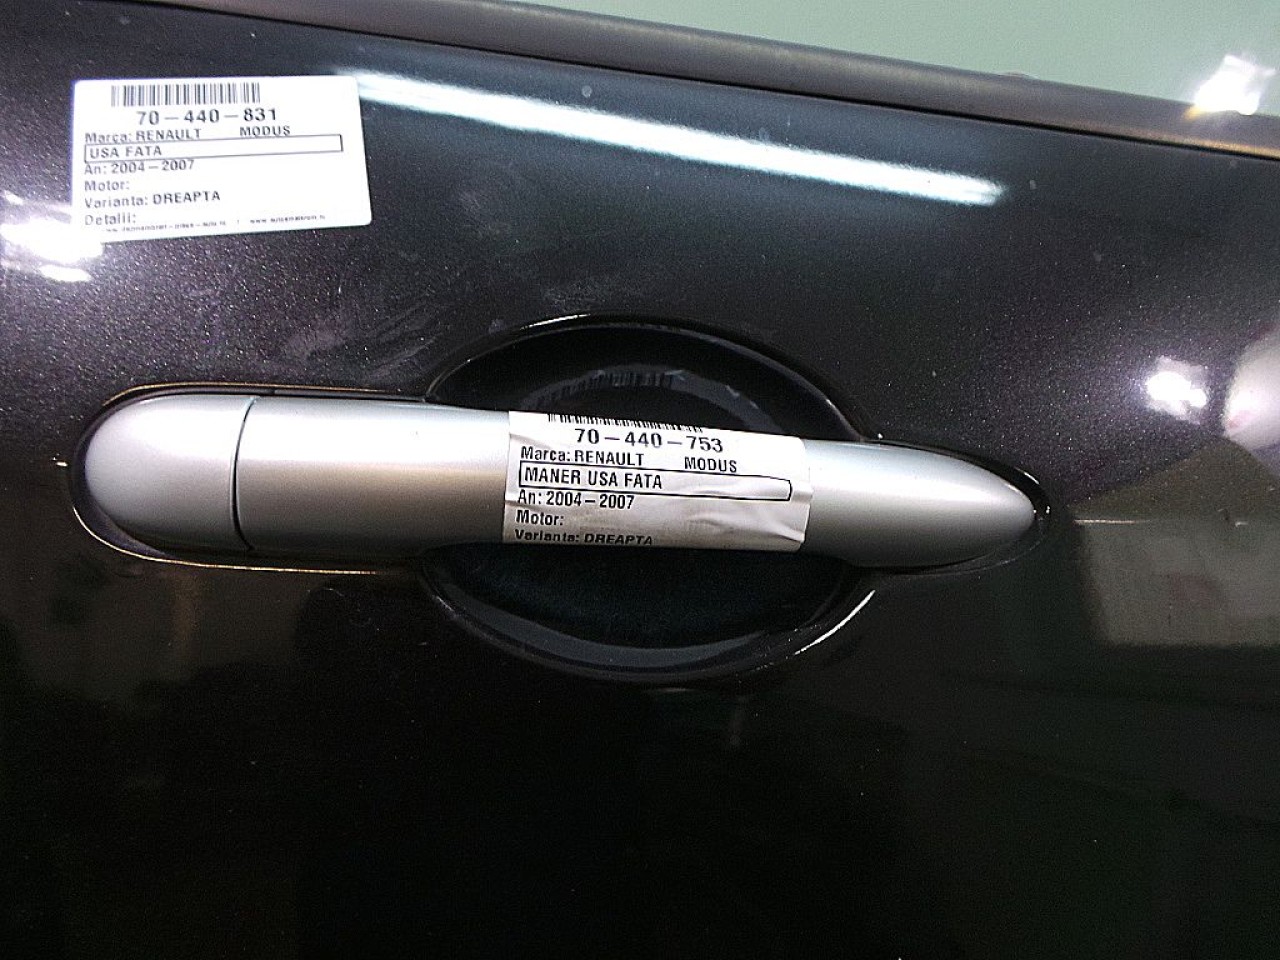 70-440-831
Marca: RENAULT MODUS
USA FATA
An: 2004-2007
Motor:
Varianta: DREAPTA
Detalii:
70-440-753
Marca: RENAULT MODUS
MANER USA FATA
An: 2004-2007
Motor:
Varianta: DREAPTA